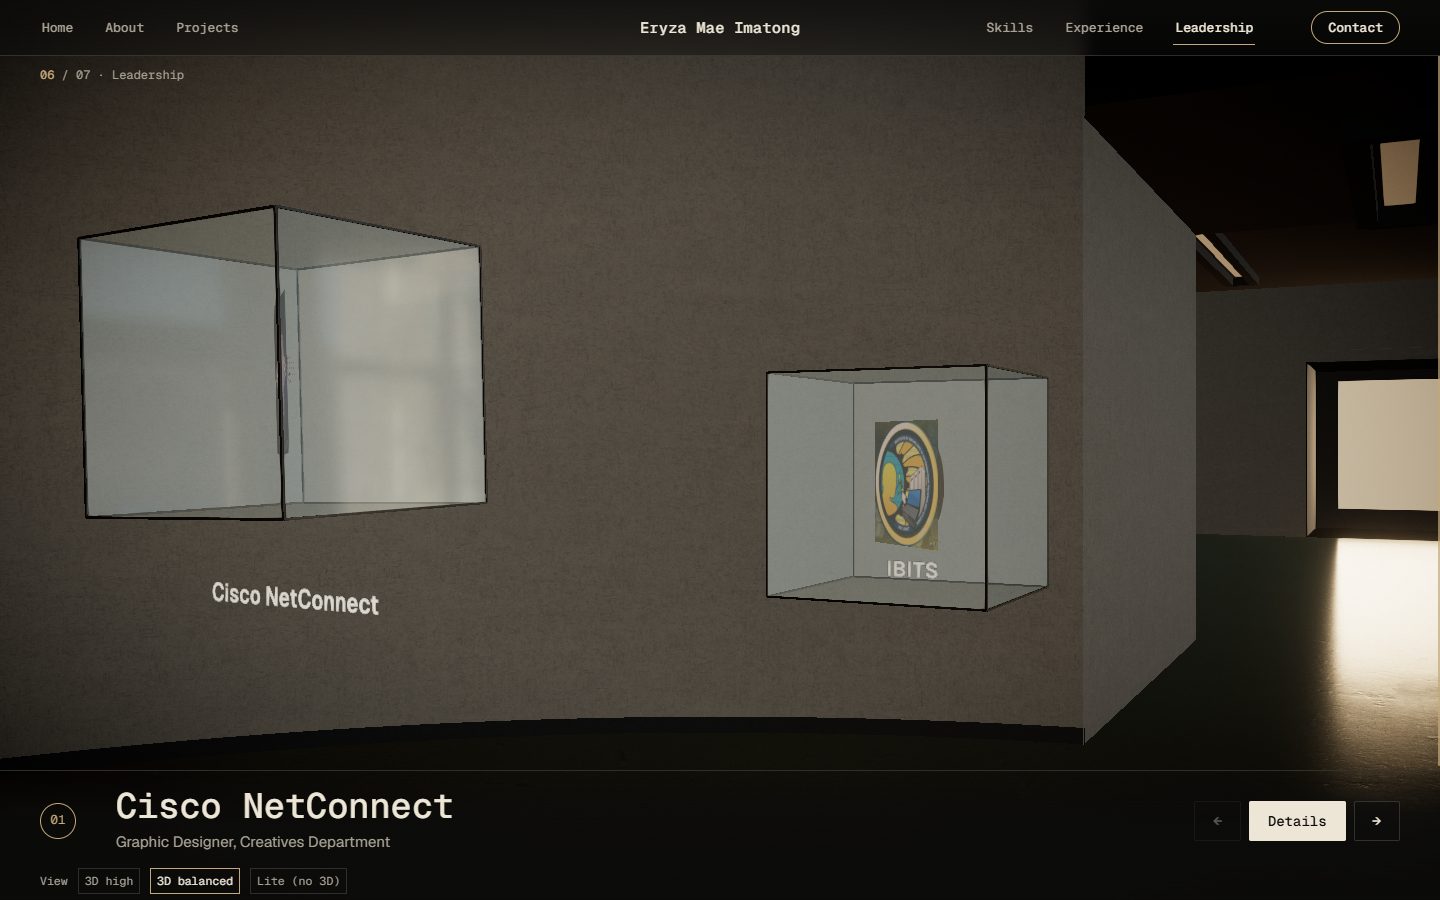 Home About Projects Eryza Mae Imatong Skills Experience Leadership Contact
06 / 07 · Leadership
IBITS
Cisco NetConnect
01
Cisco NetConnect
Graphic Designer, Creatives Department
← Details →
View 3D high 3D balanced Lite (no 3D)